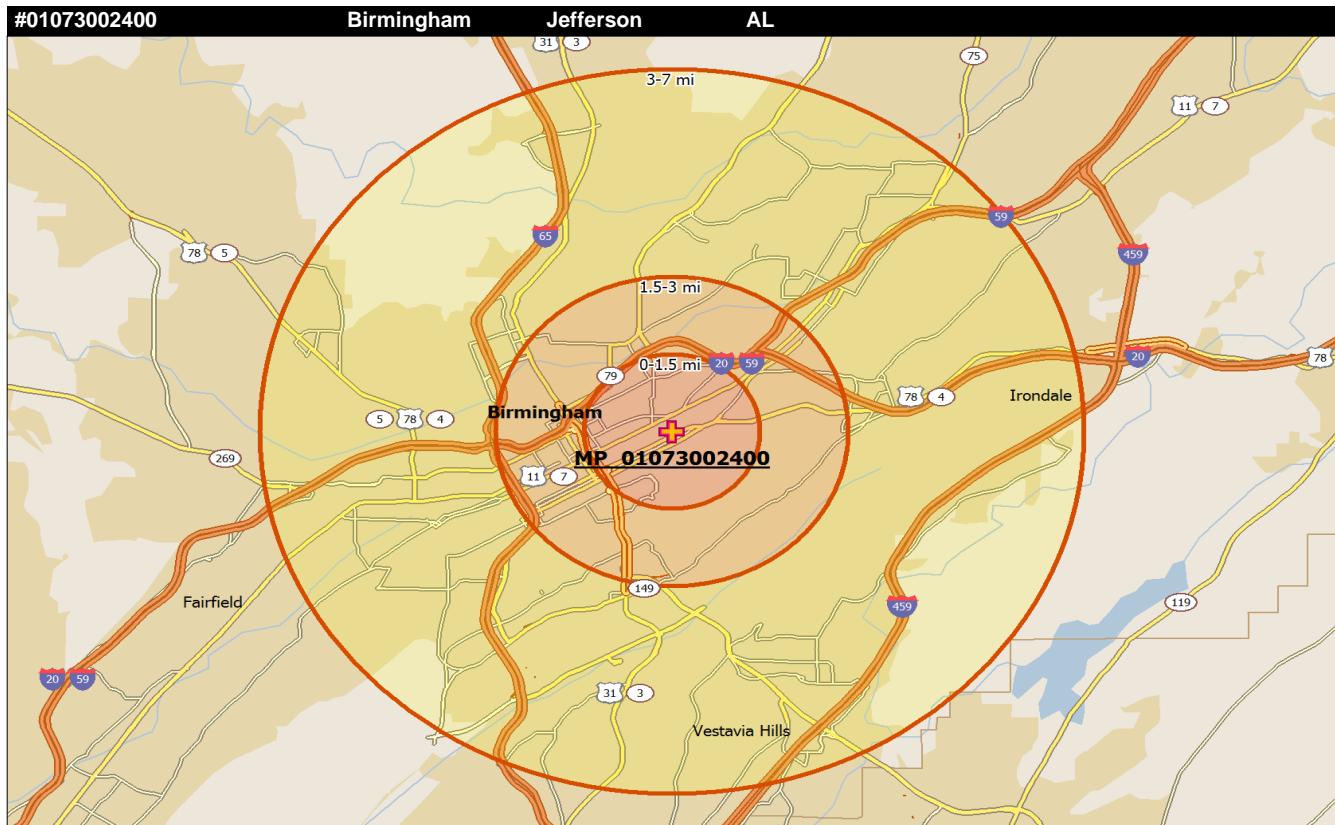 #01073002400 Birmingham Jefferson AL
31 3
3-7 mi
75
11 7
59
65
78 5
459
1.5-3 mi
0-1.5 mi
20 59
20
78
79
78 4
Irondale
5 78 4
Birmingham
MP_01073002400
269
11 7
149
Fairfield
459
119
20 59
31 3
Vestavia Hills